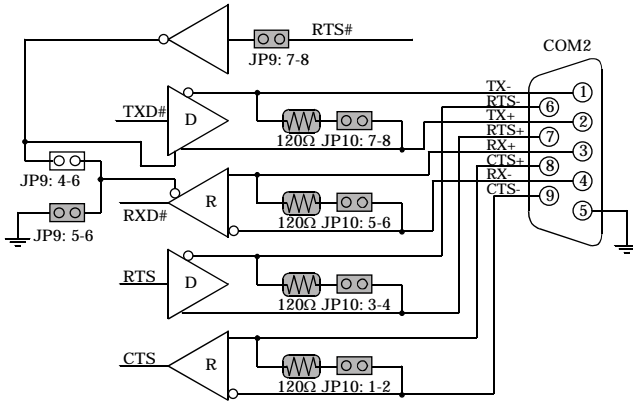 RTS#
JP9: 7-8
COM2
TX-
1
RTS-
6
TXD#
D
TX+
2
120Ω JP10: 7-8
RTS+
7
RX+
3
CTS+
8
JP9: 4-6
RX-
4
R
CTS-
9
RXD#
120Ω JP10: 5-6
5
JP9: 5-6
RTS
D
120Ω JP10: 3-4
CTS
R
120Ω JP10: 1-2